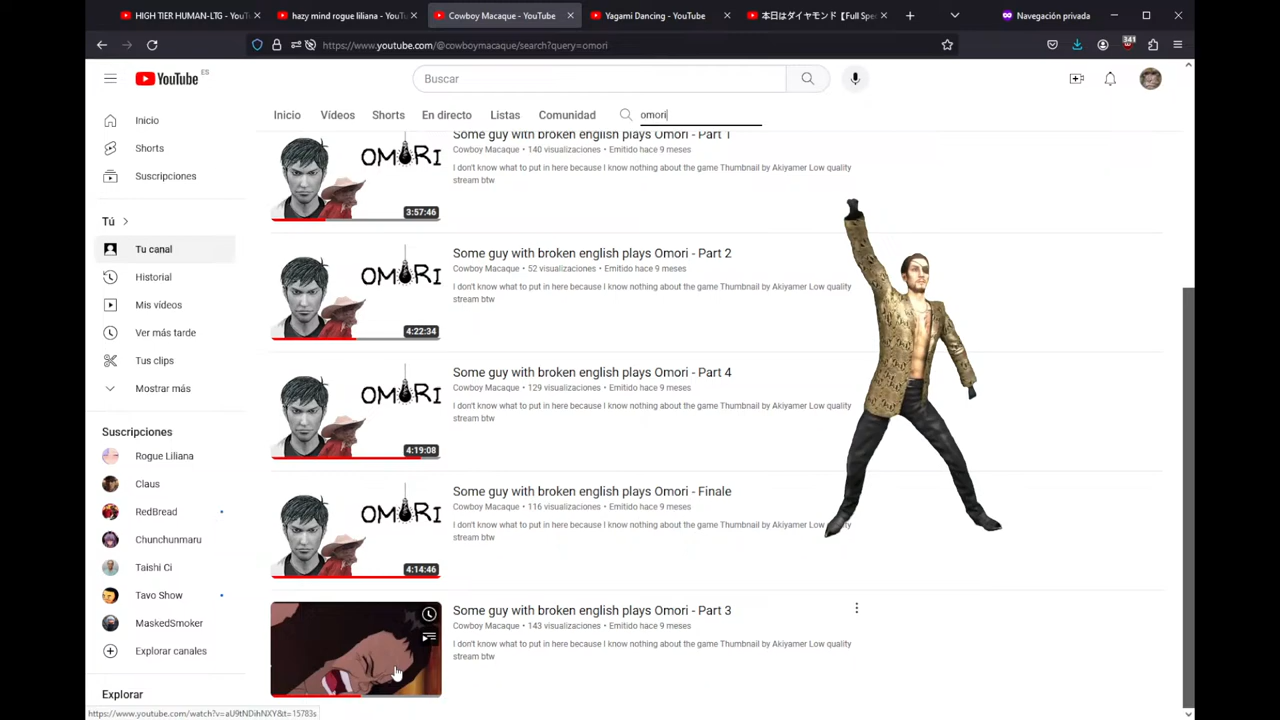 HIGH TIER HUMAN-LTG - YouT
hazy mind rogue liliana - YouT
Cowboy Macaque - YouTube
Yagami Dancing - YouTube
本日はダイヤモンド【Full Spe
Navegación privada
https://www.youtube.com/@cowboymacaque/search?query=omori
341
YouTube ES
Buscar
Inicio
Vídeos
Shorts
En directo
Listas
Comunidad
omori
Inicio
Shorts
Suscripciones
Tú
Tu canal
Historial
Mis vídeos
Ver más tarde
Tus clips
Mostrar más
Suscripciones
Rogue Liliana
Claus
RedBread
Chunchunmaru
Taishi Ci
Tavo Show
MaskedSmoker
Explorar canales
Explorar
OMORI
3:57:46
Some guy with broken english plays Omori - Part 1
Cowboy Macaque • 140 visualizaciones • Emitido hace 9 meses
I don't know what to put in here because I know nothing about the game Thumbnail by Akiyamer Low quality
stream btw
OMORI
4:22:34
Some guy with broken english plays Omori - Part 2
Cowboy Macaque • 52 visualizaciones • Emitido hace 9 meses
I don't know what to put in here because I know nothing about the game Thumbnail by Akiyamer Low quality
stream btw
OMORI
4:19:08
Some guy with broken english plays Omori - Part 4
Cowboy Macaque • 129 visualizaciones • Emitido hace 9 meses
I don't know what to put in here because I know nothing about the game Thumbnail by Akiyamer Low quality
stream btw
OMORI
4:14:46
Some guy with broken english plays Omori - Finale
Cowboy Macaque • 116 visualizaciones • Emitido hace 9 meses
I don't know what to put in here because I know nothing about the game Thumbnail by Akiyamer Low quality
stream btw
Some guy with broken english plays Omori - Part 3
Cowboy Macaque • 143 visualizaciones • Emitido hace 9 meses
I don't know what to put in here because I know nothing about the game Thumbnail by Akiyamer Low quality
stream btw
https://www.youtube.com/watch?v=aU9tNDihNXY&t=15783s